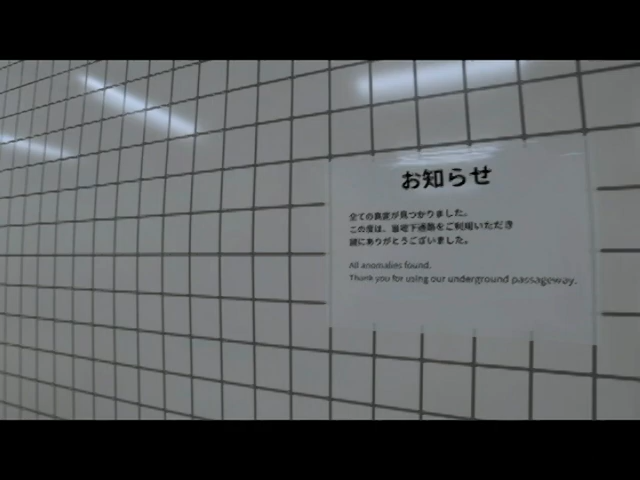 お知らせ
全ての異変が見つかりました。
この度は、当地下通路をご利用いただき
誠にありがとうございました。
All anomalies found.
Thank you for using our underground passageway.